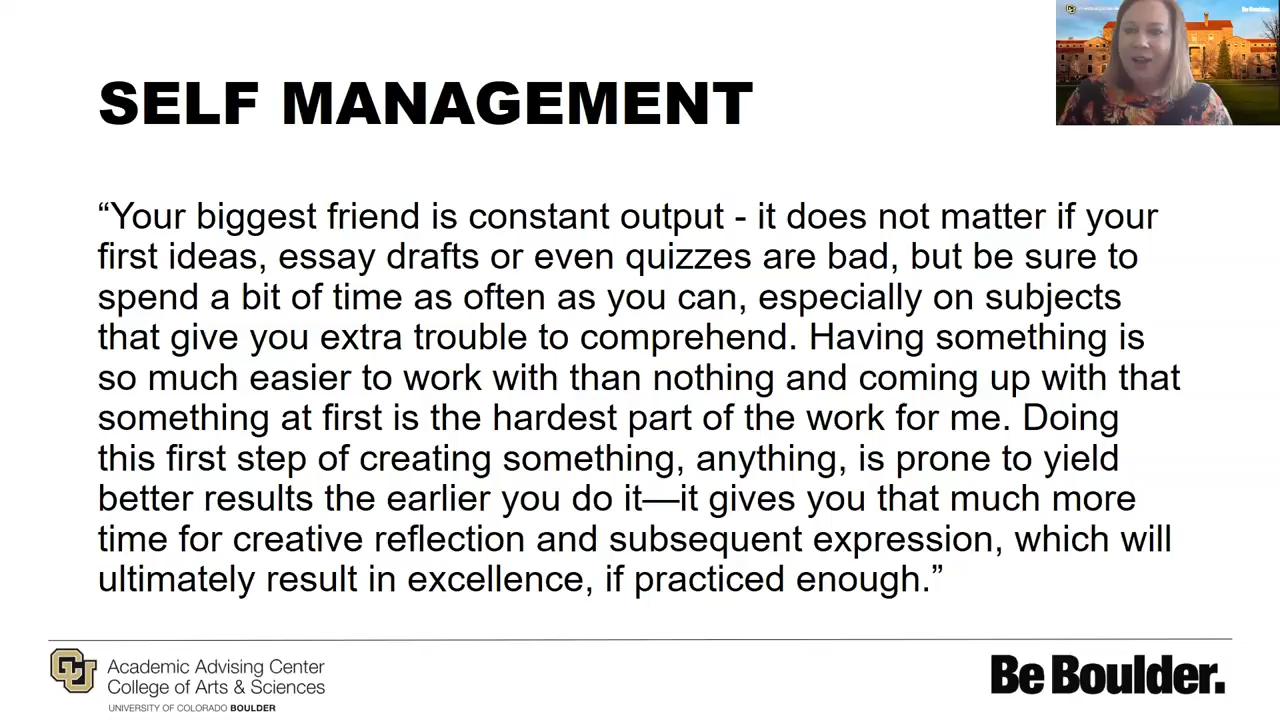 Be Boulder.
SELF MANAGEMENT
“Your biggest friend is constant output - it does not matter if your
first ideas, essay drafts or even quizzes are bad, but be sure to
spend a bit of time as often as you can, especially on subjects
that give you extra trouble to comprehend. Having something is
so much easier to work with than nothing and coming up with that
something at first is the hardest part of the work for me. Doing
this first step of creating something, anything, is prone to yield
better results the earlier you do it—it gives you that much more
time for creative reflection and subsequent expression, which will
ultimately result in excellence, if practiced enough.”
CU
Academic Advising Center
College of Arts & Sciences
UNIVERSITY OF COLORADO BOULDER
Be Boulder.